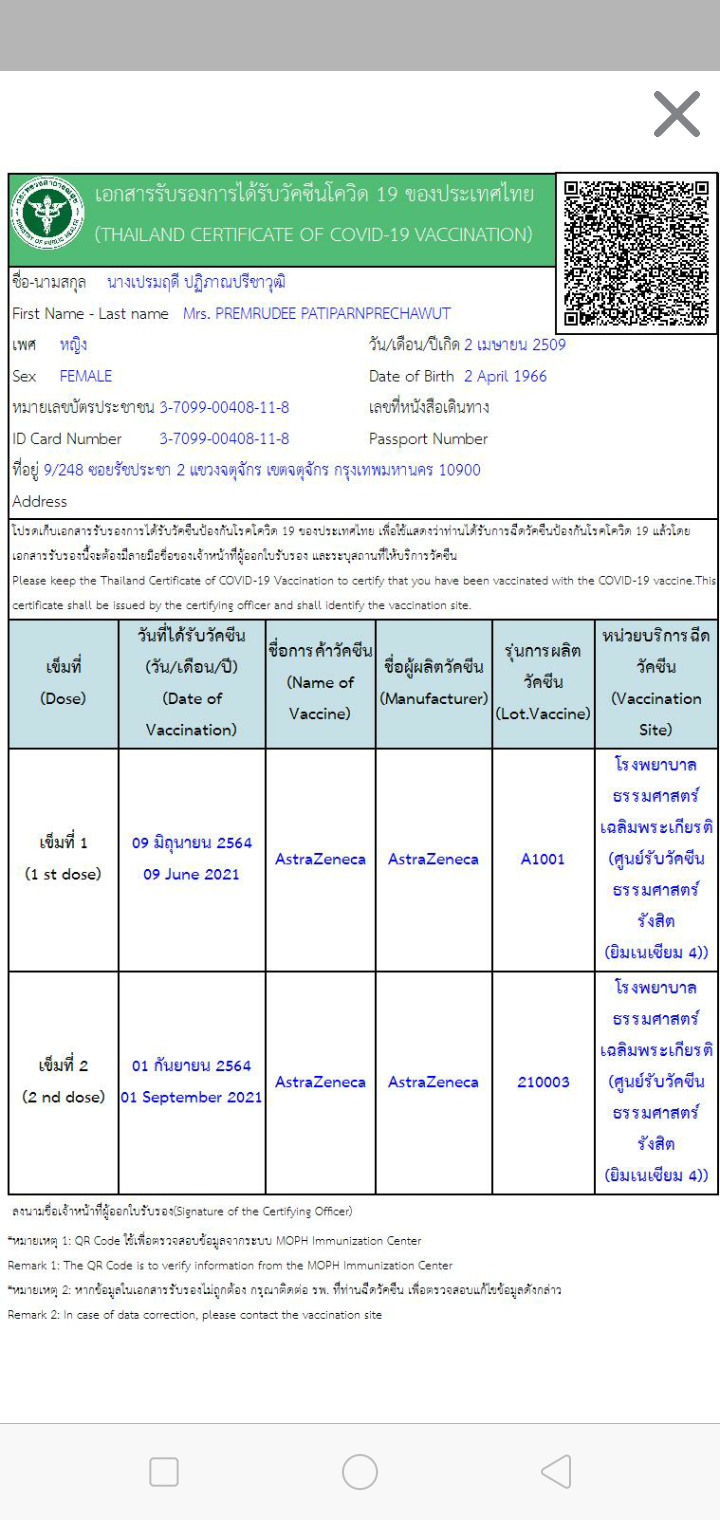 เอกสารรับรองการได้รับวัคซีนโควิด 19 ของประเทศไทย
(THAILAND CERTIFICATE OF COVID-19 VACCINATION)
ชื่อ-นามสกุล นางเปรมฤดี ปฏิภาณปรีชาวุฒิ
First Name - Last name Mrs. PREMRUDEE PATIPARNPRECHAWUT
เพศ หญิง วัน/เดือน/ปีเกิด 2 เมษายน 2509
Sex FEMALE Date of Birth 2 April 1966
หมายเลขบัตรประชาชน 3-7099-00408-11-8 เลขที่หนังสือเดินทาง
ID Card Number 3-7099-00408-11-8 Passport Number
ที่อยู่ 9/248 ซอยรัชประชา 2 แขวงจตุจักร เขตจตุจักร กรุงเทพมหานคร 10900
Address
โปรดเก็บเอกสารรับรองการได้รับวัคซีนป้องกันโรคโควิด 19 ของประเทศไทย เพื่อใช้แสดงว่าท่านได้รับการฉีดวัคซีนป้องกันโรคโควิด 19 แล้วโดย
เอกสารรับรองนี้จะต้องมีลายมือชื่อของเจ้าหน้าที่ผู้ออกใบรับรอง และระบุสถานที่ให้บริการวัคซีน
Please keep the Thailand Certificate of COVID-19 Vaccination to certify that you have been vaccinated with the COVID-19 vaccine.This
certificate shall be issued by the certifying officer and shall identify the vaccination site.
เข็มที่
(Dose)
วันที่ได้รับวัคซีน
(วัน/เดือน/ปี)
(Date of
Vaccination)
ชื่อการค้าวัคซีน
(Name of
Vaccine)
ชื่อผู้ผลิตวัคซีน
(Manufacturer)
รุ่นการผลิต
วัคซีน
(Lot.Vaccine)
หน่วยบริการฉีด
วัคซีน
(Vaccination
Site)
เข็มที่ 1
(1 st dose)
09 มิถุนายน 2564
09 June 2021
AstraZeneca
AstraZeneca
A1001
โรงพยาบาล
ธรรมศาสตร์
เฉลิมพระเกียรติ
(ศูนย์รับวัคซีน
ธรรมศาสตร์
รังสิต
(ยิมเนเซียม 4))
เข็มที่ 2
(2 nd dose)
01 กันยายน 2564
01 September 2021
AstraZeneca
AstraZeneca
210003
โรงพยาบาล
ธรรมศาสตร์
เฉลิมพระเกียรติ
(ศูนย์รับวัคซีน
ธรรมศาสตร์
รังสิต
(ยิมเนเซียม 4))
ลงนามชื่อเจ้าหน้าที่ผู้ออกใบรับรอง(Signature of the Certifying Officer)
*หมายเหตุ 1: QR Code ใช้เพื่อตรวจสอบข้อมูลจากระบบ MOPH Immunization Center
Remark 1: The QR Code is to verify information from the MOPH Immunization Center
*หมายเหตุ 2: หากข้อมูลในเอกสารรับรองไม่ถูกต้อง กรุณาติดต่อ รพ. ที่ท่านฉีดวัคซีน เพื่อตรวจสอบแก้ไขข้อมูลดังกล่าว
Remark 2: In case of data correction, please contact the vaccination site